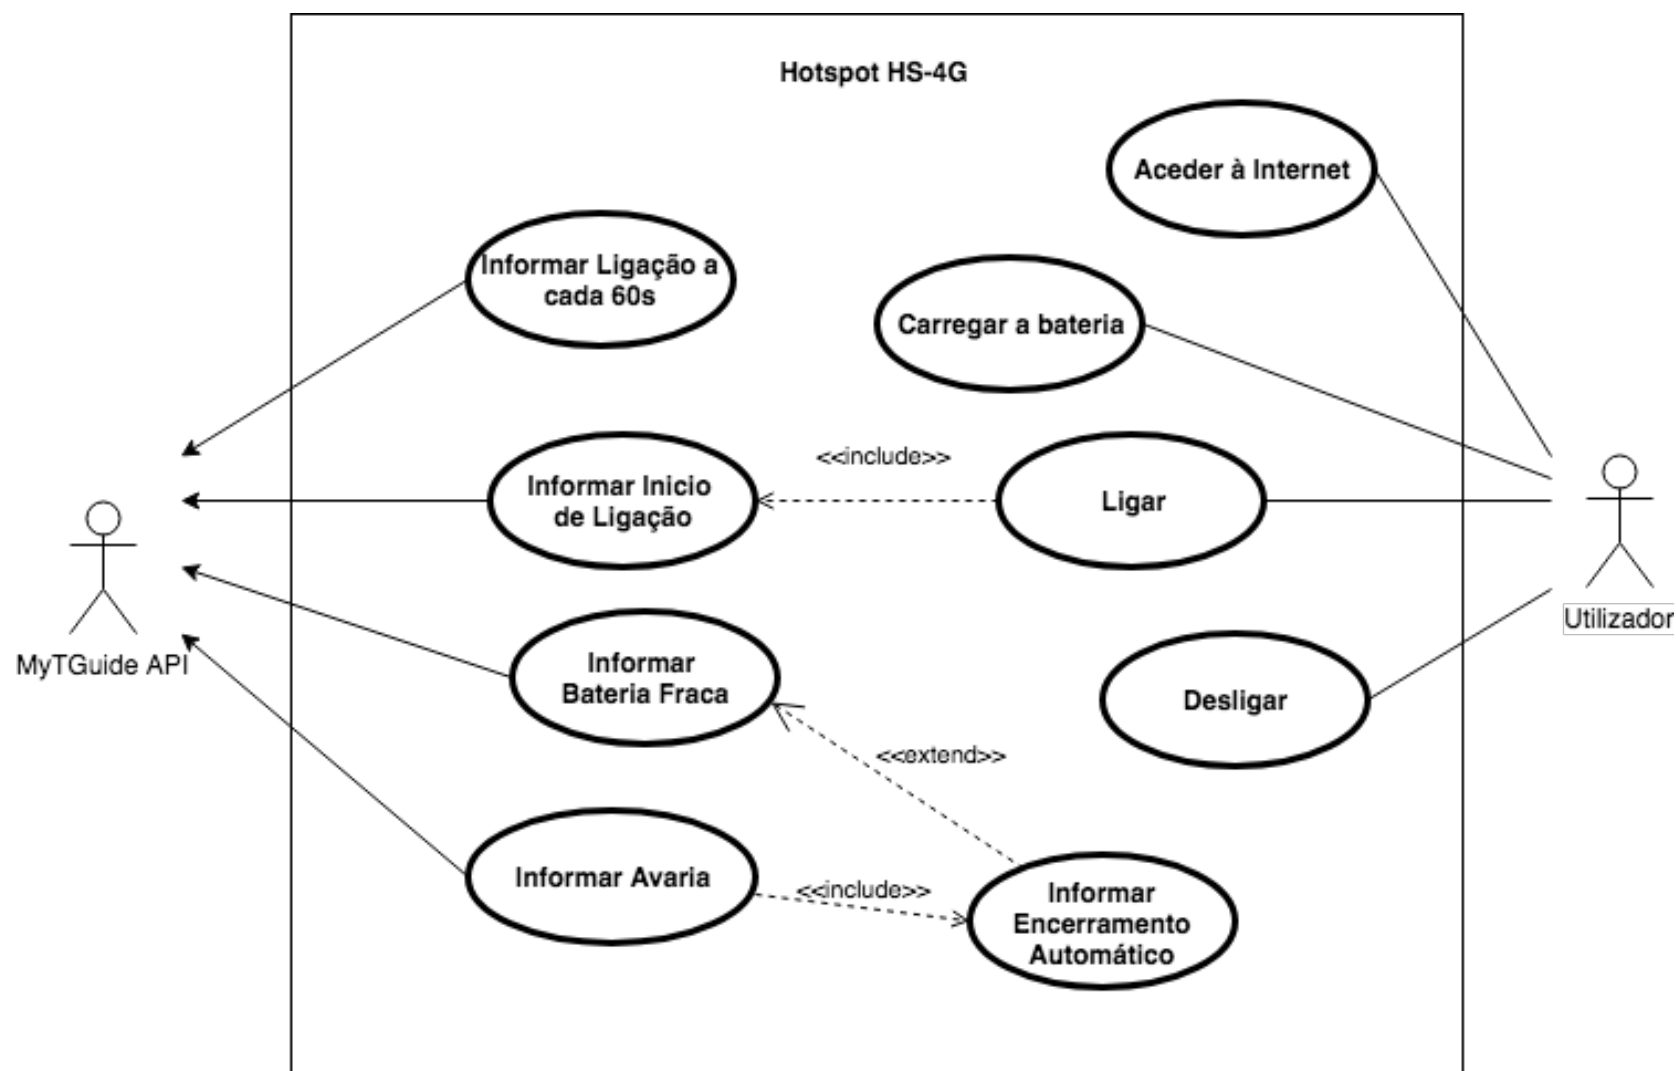 Hotspot HS-4G
Aceder à Internet
Informar Ligação a
cada 60s
Carregar a bateria
<<include>>
Informar Inicio
de Ligação
Ligar
Utilizador
MyTGuide API
Informar
Bateria Fraca
Desligar
<<extend>>
Informar Avaria
<<include>>
Informar
Encerramento
Automático